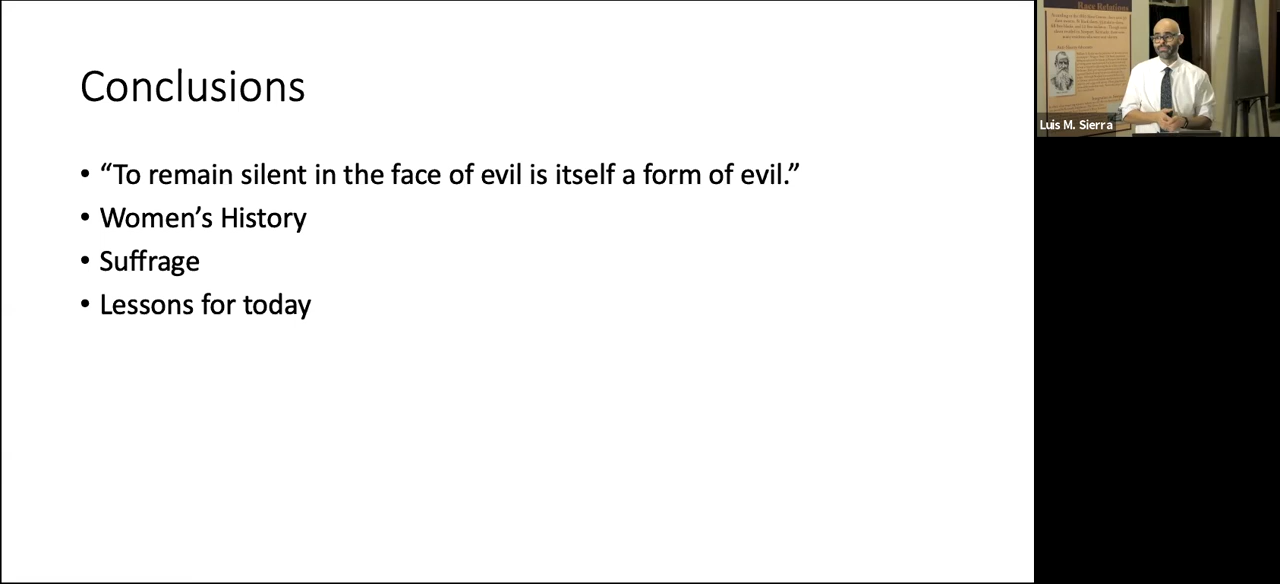 Conclusions
• “To remain silent in the face of evil is itself a form of evil.”
• Women’s History
• Suffrage
• Lessons for today
Race Relations
Luis M. Sierra